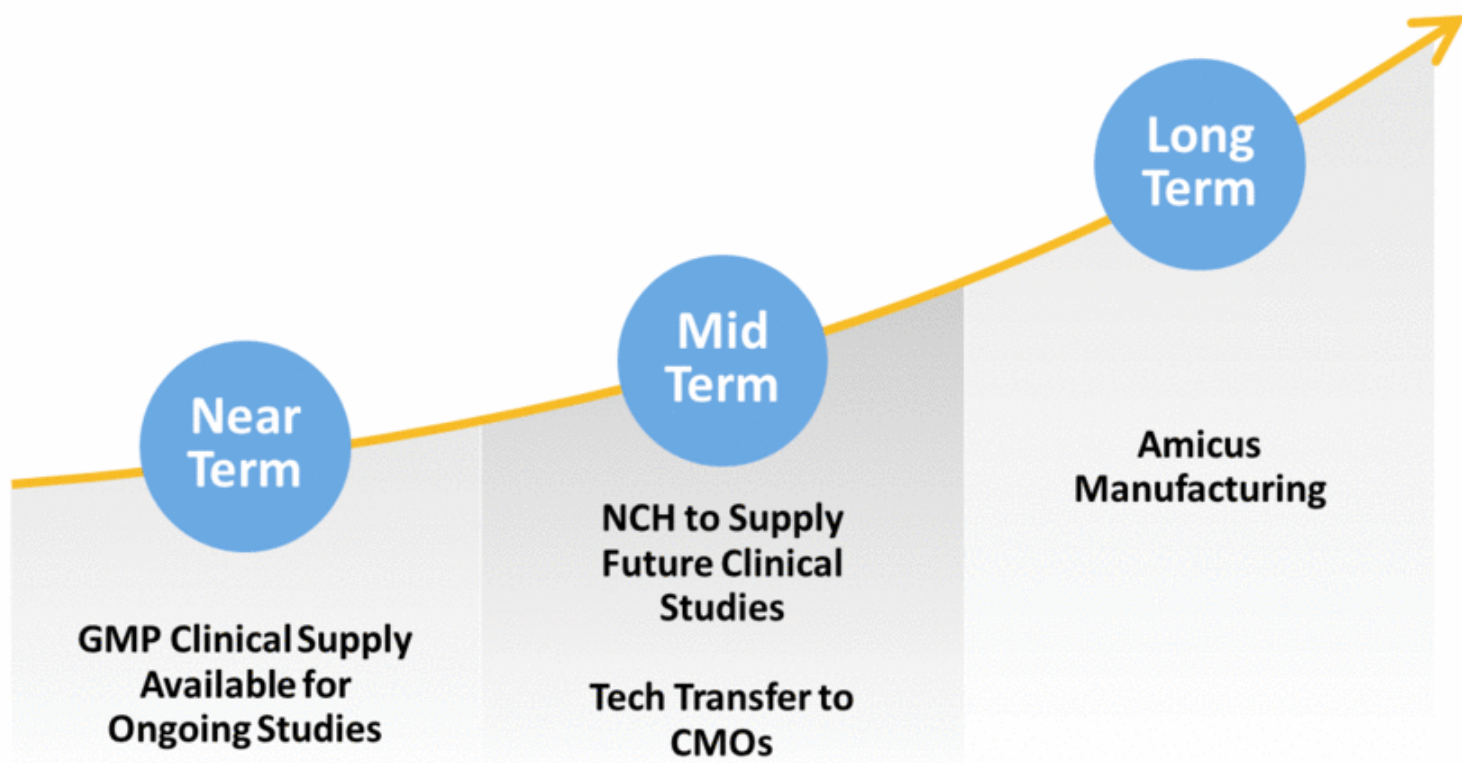 Near
Term
GMP Clinical Supply
Available for
Ongoing Studies
Mid
Term
NCH to Supply
Future Clinical
Studies
Tech Transfer to
CMOs
Long
Term
Amicus
Manufacturing